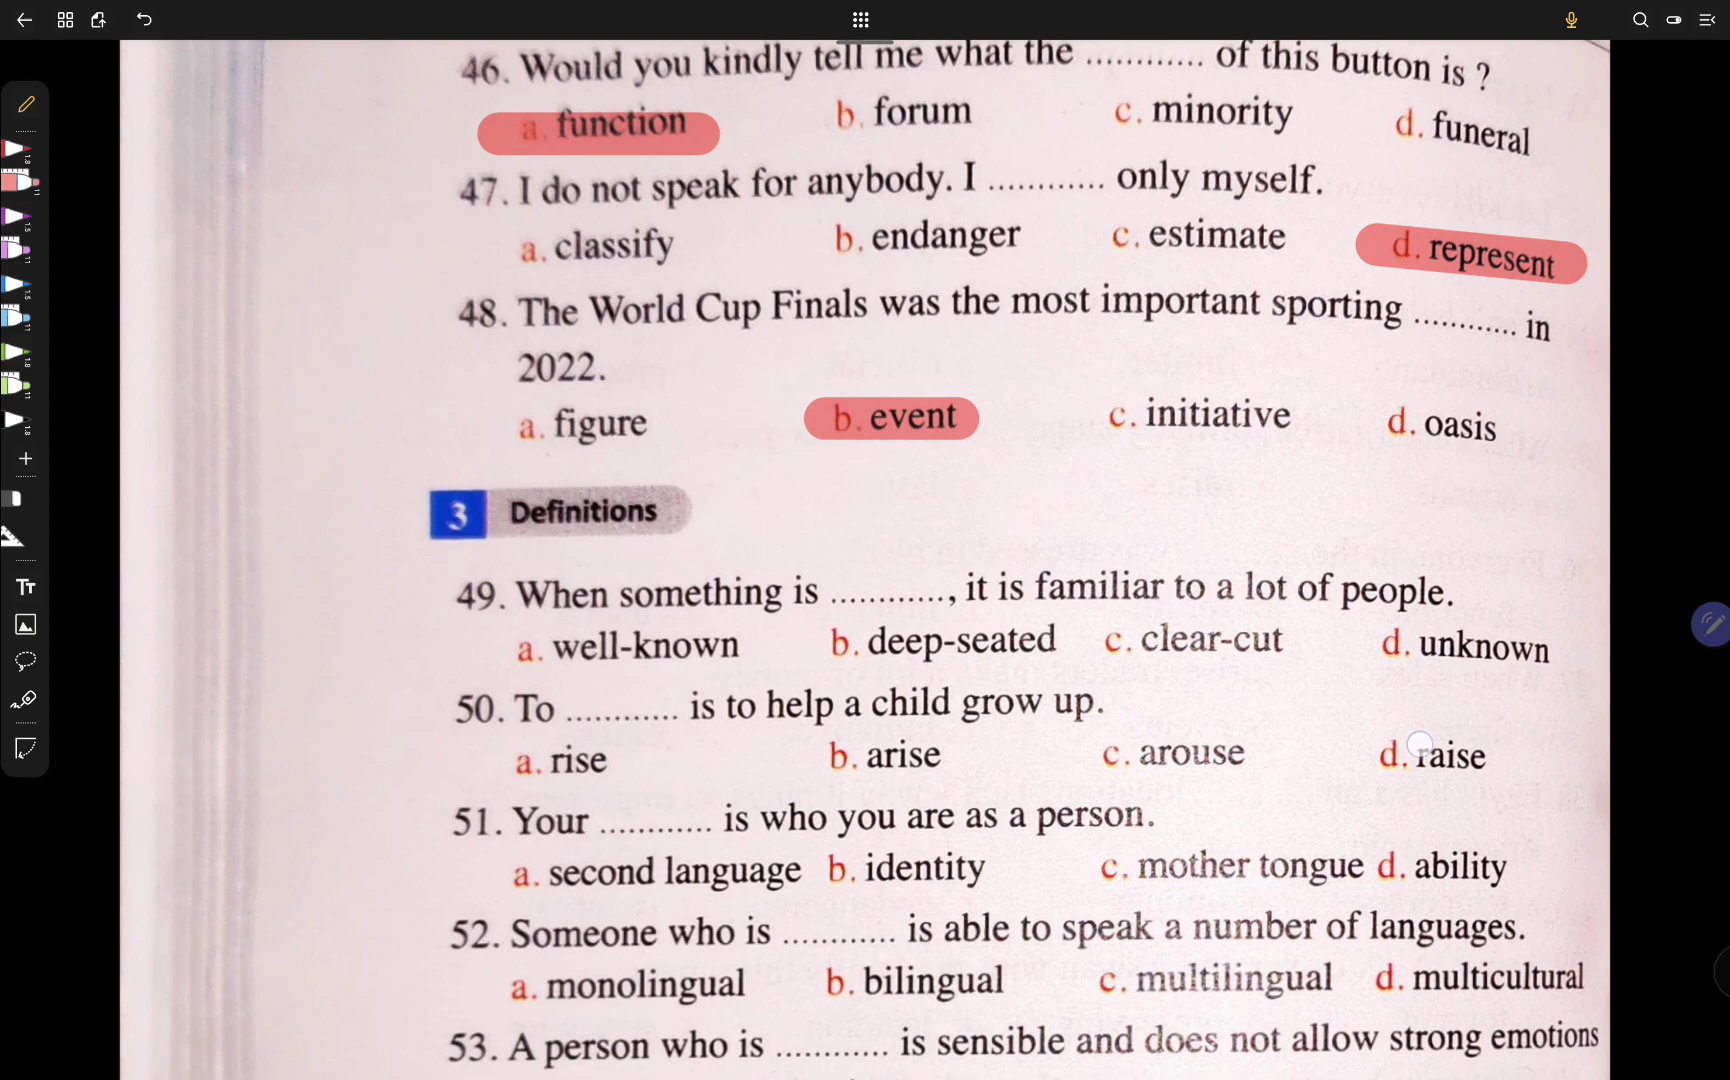 46. Would you kindly tell me what the ............ of this button is ?
a. function b. forum c. minority d. funeral
47. I do not speak for anybody. I ............ only myself.
a. classify b. endanger c. estimate d. represent
48. The World Cup Finals was the most important sporting ............ in
2022.
a. figure b. event c. initiative d. oasis
3 Definitions
49. When something is ............, it is familiar to a lot of people.
a. well-known b. deep-seated c. clear-cut d. unknown
50. To ............ is to help a child grow up.
a. rise b. arise c. arouse d. raise
51. Your ............ is who you are as a person.
a. second language b. identity c. mother tongue d. ability
52. Someone who is ............ is able to speak a number of languages.
a. monolingual b. bilingual c. multilingual d. multicultural
53. A person who is ............ is sensible and does not allow strong emotions